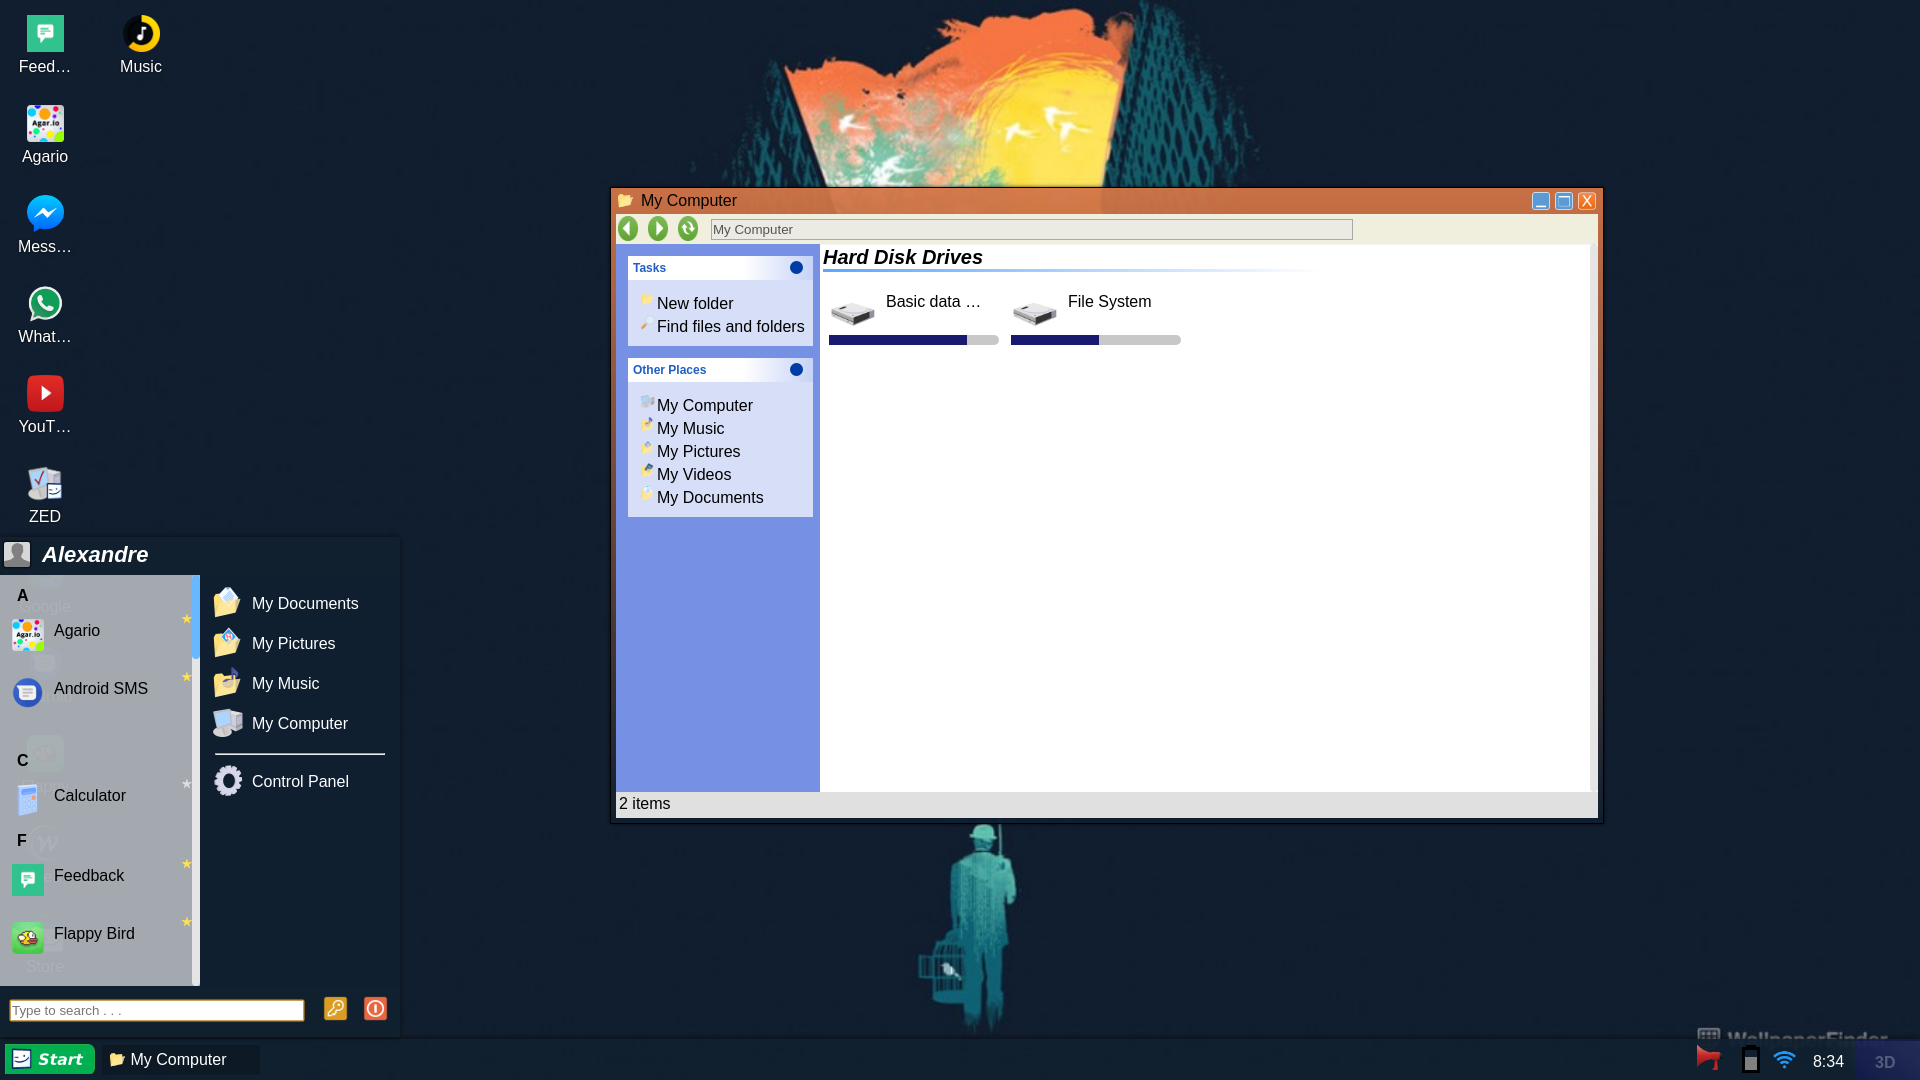 Feed…
Music
Agario
Mess…
What…
YouT…
ZED
My Computer
My Computer
Tasks
New folder
Find files and folders
Other Places
My Computer
My Music
My Pictures
My Videos
My Documents
Hard Disk Drives
Basic data …
File System
2 items
Alexandre
A
Google
Agario
Android SMS
C
Calculator
F
Feedback
Flappy Bird
Store
My Documents
My Pictures
My Music
My Computer
Control Panel
Type to search . . .
Start
My Computer
WallpaperFinder
8:34
3D